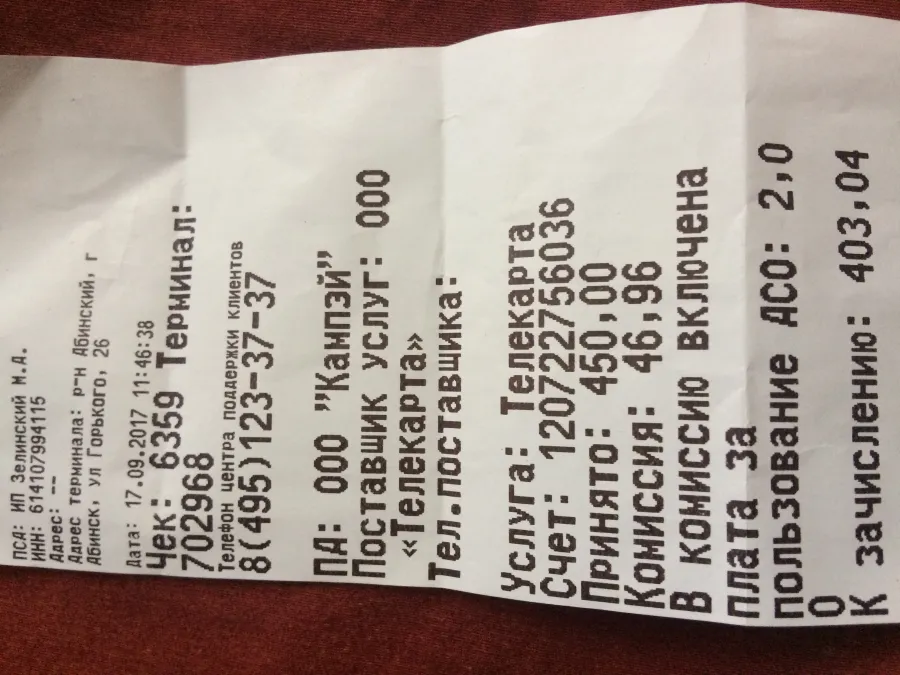 ПСА: ИП Зелинский М.А.
ИНН: 614107994115
Адрес: --
Адрес терминала: р-н Абинский, г
Абинск, ул Горького, 26
Дата: 17.09.2017 11:46:38
Чек: 6359 Терминал:
702968
Телефон центра поддержки клиентов
8(495)123-37-37
ПД: ООО "Кампэй"
Поставщик услуг: ООО
«Телекарта»
Тел.поставщика:
Услуга: Телекарта
Счет: 120722756036
Принято: 450,00
Комиссия: 46,96
В комиссию включена
плата за
пользование АСО: 2,0
0
К зачислению: 403,04